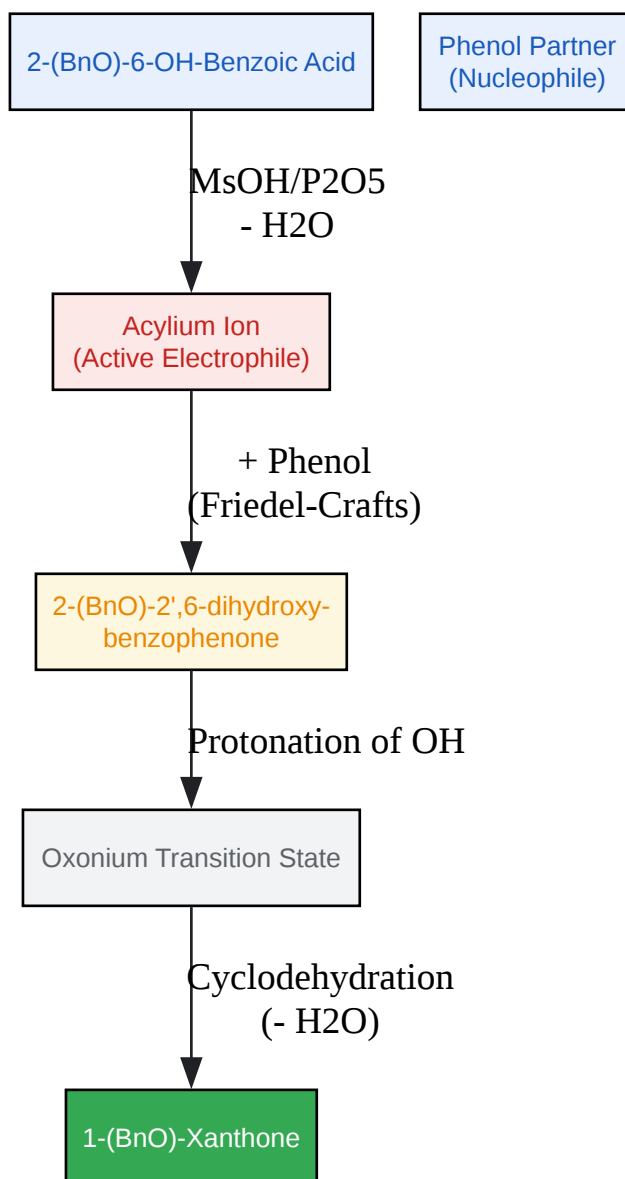 2-(BnO)-6-OH-Benzoic Acid
Phenol Partner
(Nucleophile)
MsOH/P2O5
- H2O
Acylium Ion
(Active Electrophile)
+ Phenol
(Friedel-Crafts)
2-(BnO)-2',6-dihydroxy-
benzophenone
Protonation of OH
Oxonium Transition State
Cyclodehydration
(- H2O)
1-(BnO)-Xanthone